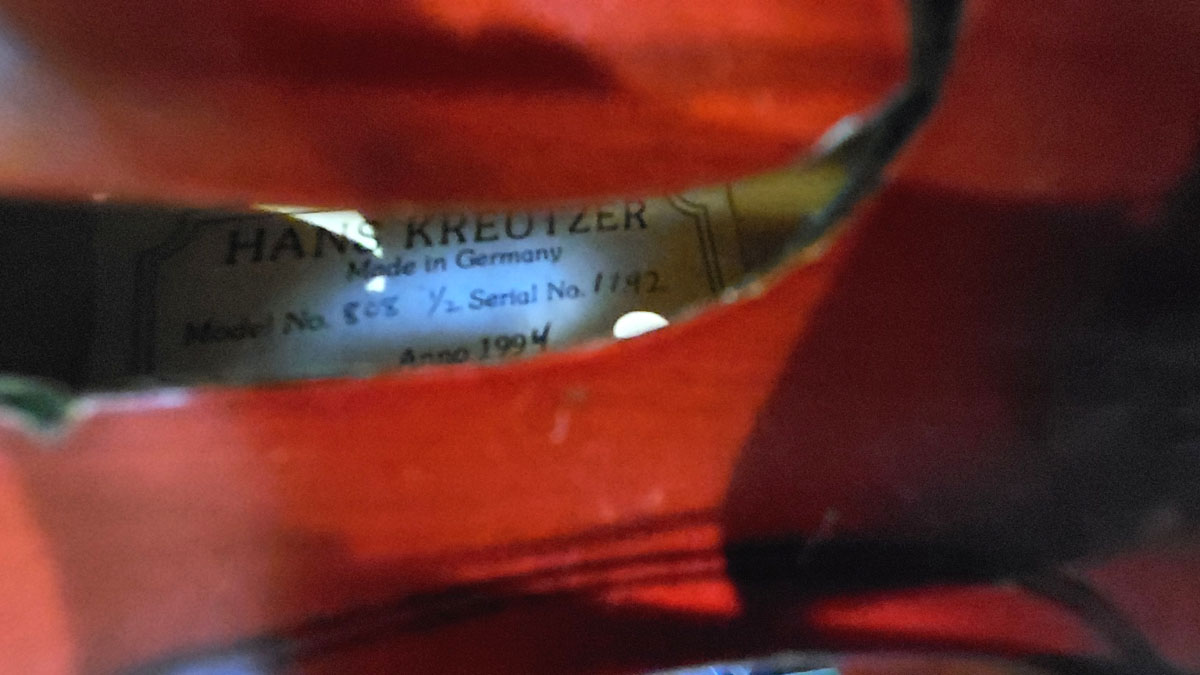 HANS KREUTZER
Made in Germany
Model No. 808 1/2 Serial No. 1192
Anno 1994